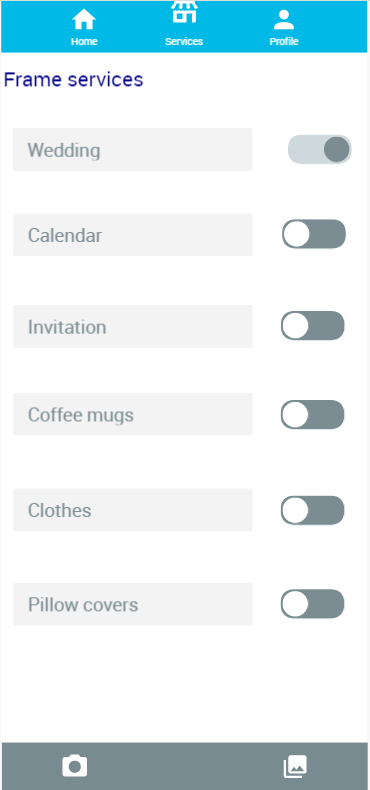 Home
Services
Profile
Frame services
Wedding
Calendar
Invitation
Coffee mugs
Clothes
Pillow covers